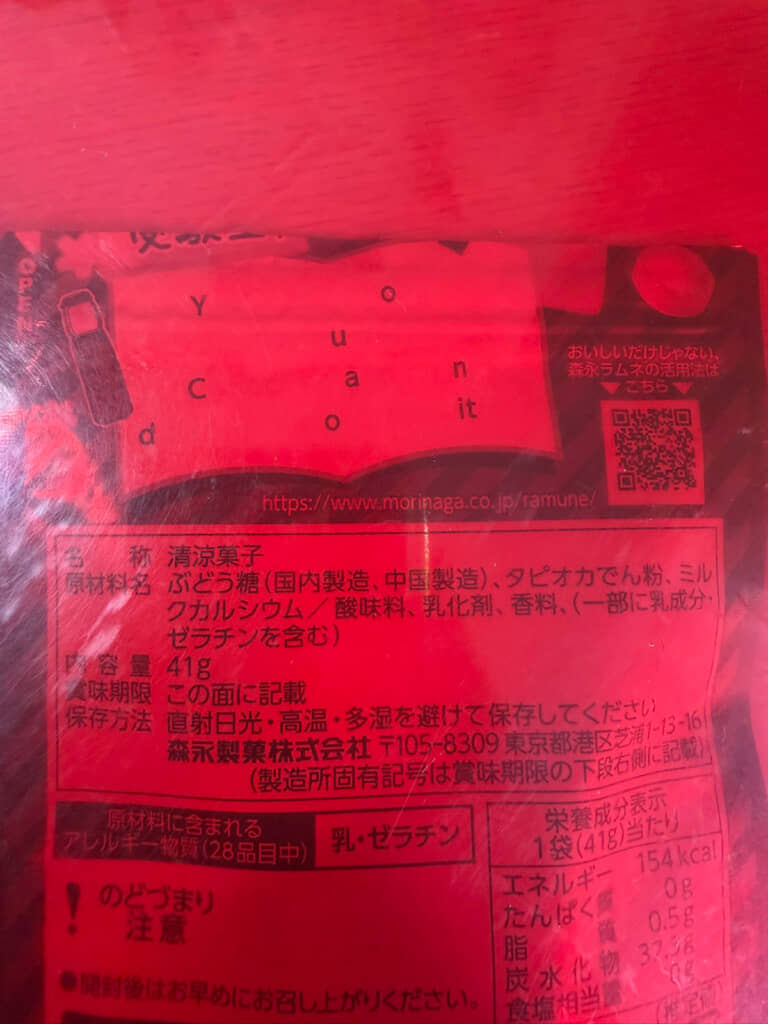 受験生
OPEN
Y o
u
C a n
d o it
おいしいだけじゃない、
森永ラムネの活用法は
▼こちら▼
https://www.morinaga.co.jp/ramune/
名称 清涼菓子
原材料名 ぶどう糖(国内製造、中国製造)、タピオカでん粉、ミル
クカルシウム/酸味料、乳化剤、香料、(一部に乳成分・
ゼラチンを含む)
内容量 41g
賞味期限 この面に記載
保存方法 直射日光・高温・多湿を避けて保存してください
森永製菓株式会社 〒105-8309 東京都港区芝浦1-13-16
(製造所固有記号は賞味期限の下段右側に記載)
原材料に含まれる
アレルギー物質(28品目中)
乳・ゼラチン
栄養成分表示
1袋(41g)当たり
エネルギー 154kcal
たんぱく質 0g
脂質 0.5g
炭水化物 37.3g
食塩相当量 0g
(推定値)
! のどづまり
注意
●開封後はお早めにお召し上がりください。